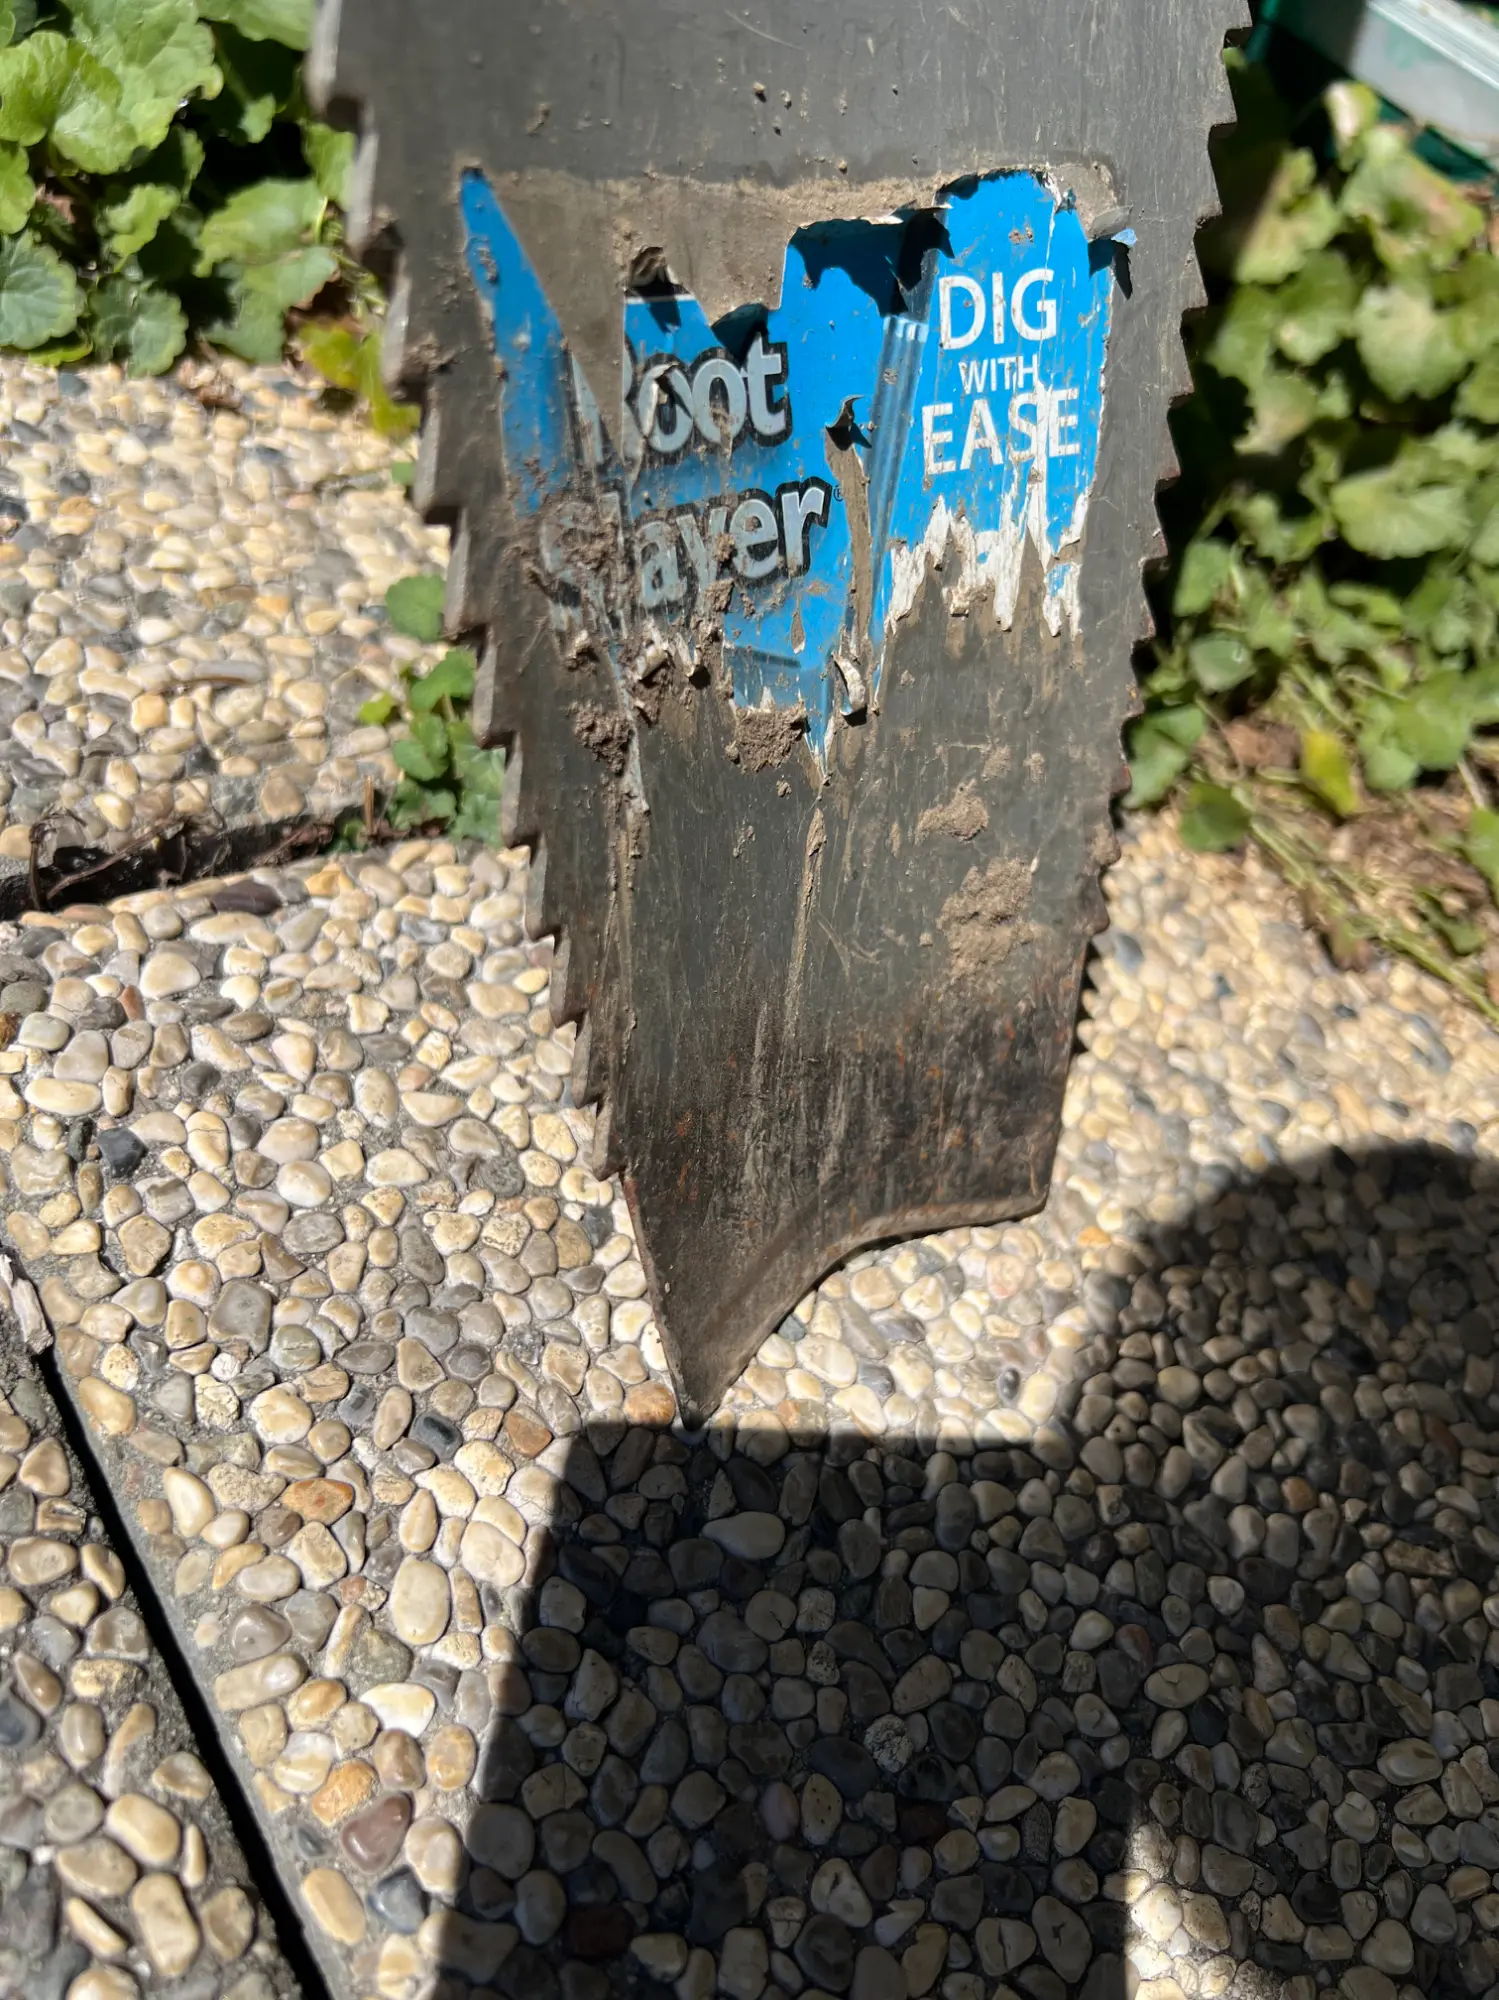 Root
Slayer®
DIG
WITH
EASE